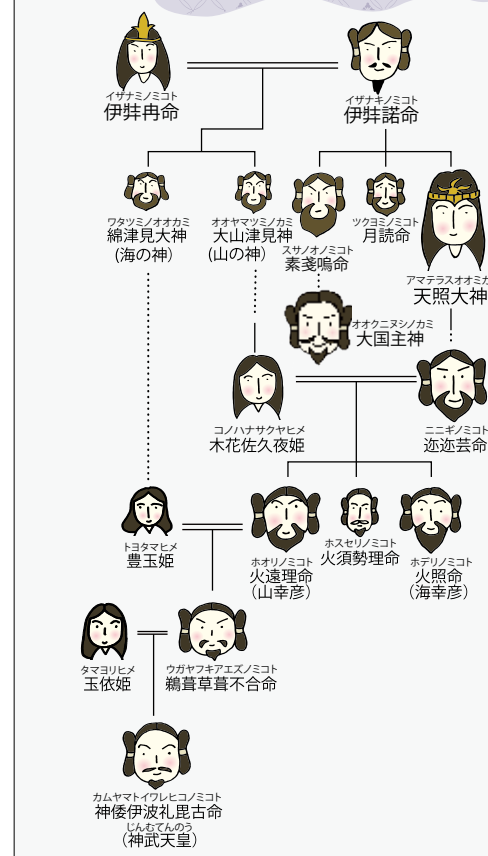 イザナミノミコト
伊弉冉命
イザナキノミコト
伊弉諾命
ワタツミノオオカミ
綿津見大神
(海の神)
オオヤマツミノカミ
大山津見神
(山の神)
スサノオノミコト
素戔嗚命
ツクヨミノミコト
月読命
アマテラスオオミカ
天照大神
オオクニヌシノカミ
大国主神
コノハナサクヤヒメ
木花佐久夜姫
ニニギノミコト
迩迩芸命
トヨタマヒメ
豊玉姫
ホオリノミコト
火遠理命
(山幸彦)
ホスセリノミコト
火須勢理命
ホデリノミコト
火照命
(海幸彦)
タマヨリヒメ
玉依姫
ウガヤフキアエズノミコト
鵜葺草葺不合命
カムヤマトイワレヒコノミコト
神倭伊波礼毘古命
じんむてんのう
(神武天皇)